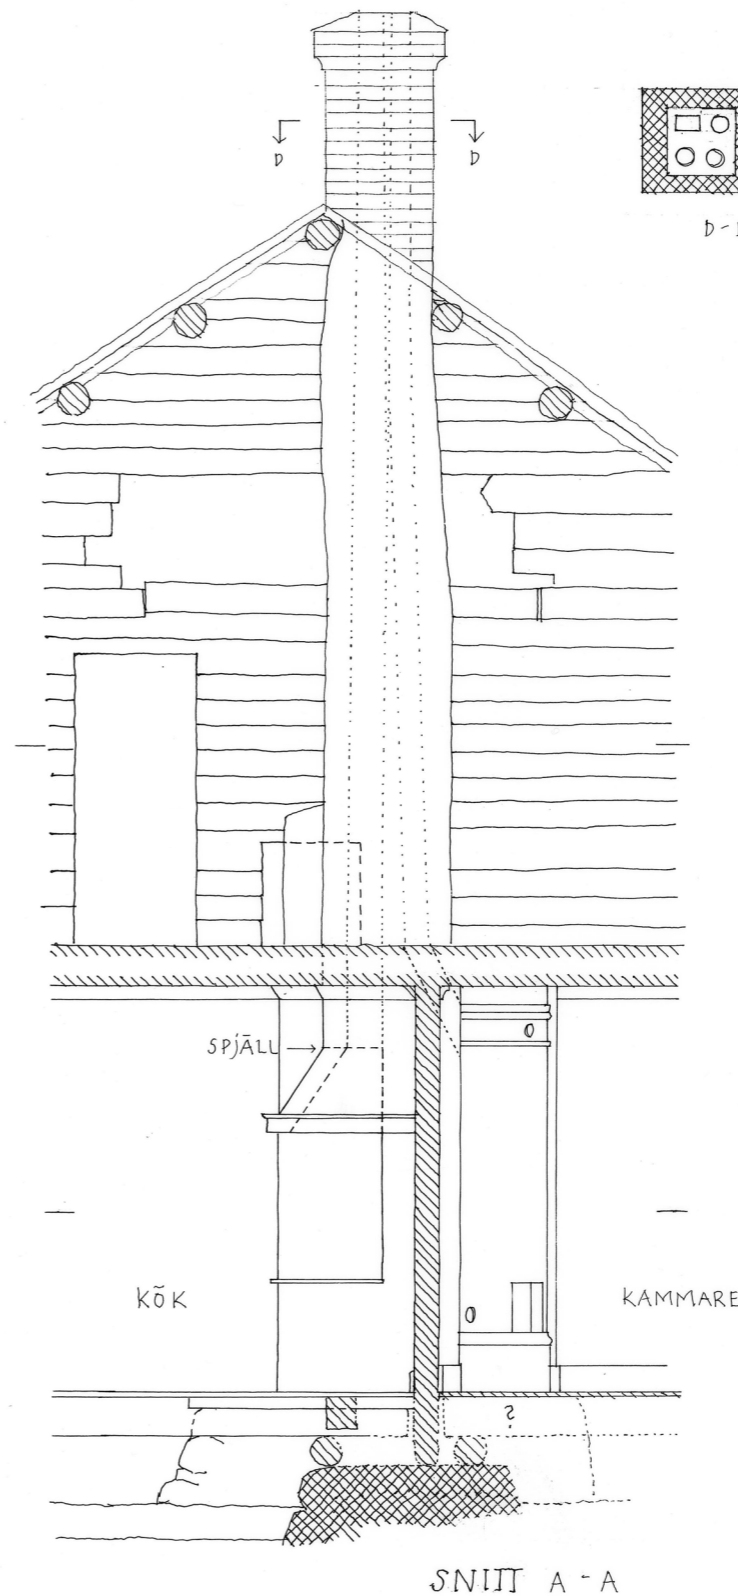 D D
D-
SPJÄLL
KÖK KAMMARE
?
SNITT A-A